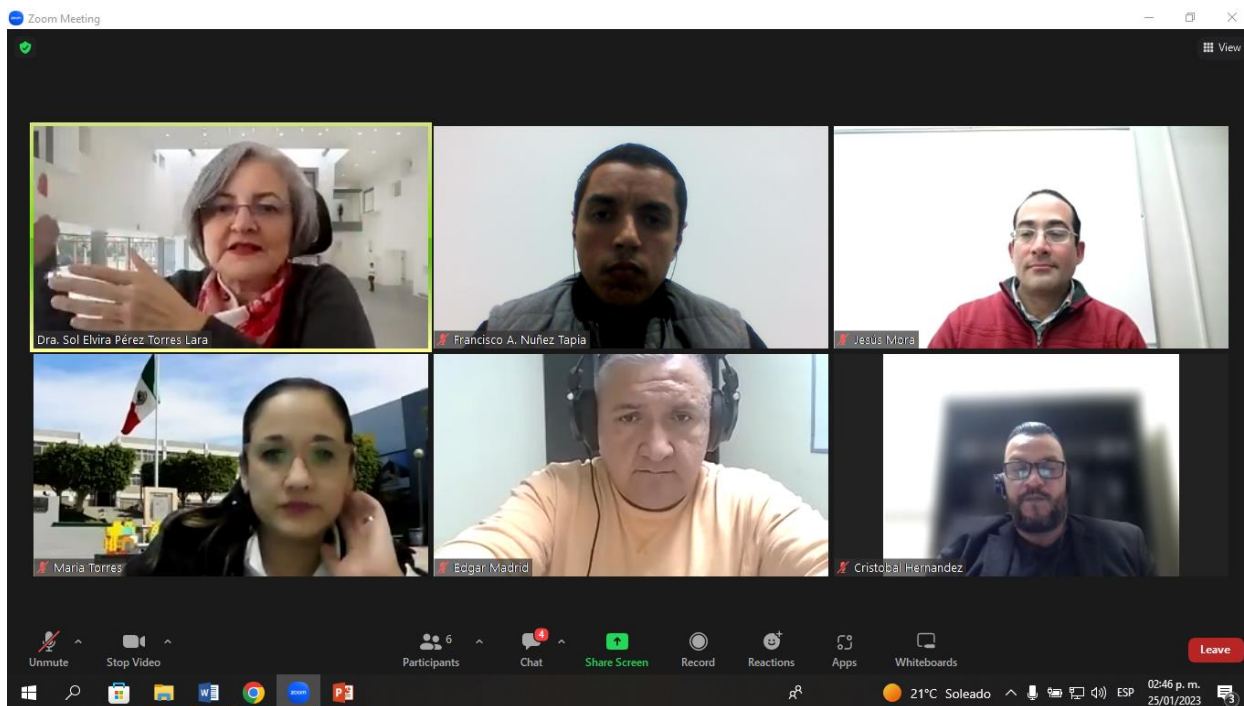 zoom Zoom Meeting
View
Dra. Sol Elvira Pérez Torres Lara
Francisco A. Nuñez Tapia
Jesús Mora
Maria Torres
Edgar Madrid
Cristobal Hernandez
6
4
Unmute
Stop Video
Participants
Chat
Share Screen
Record
Reactions
Apps
Whiteboards
Leave
zoom
21°C Soleado
ESP
02:46 p. m.
25/01/2023
3